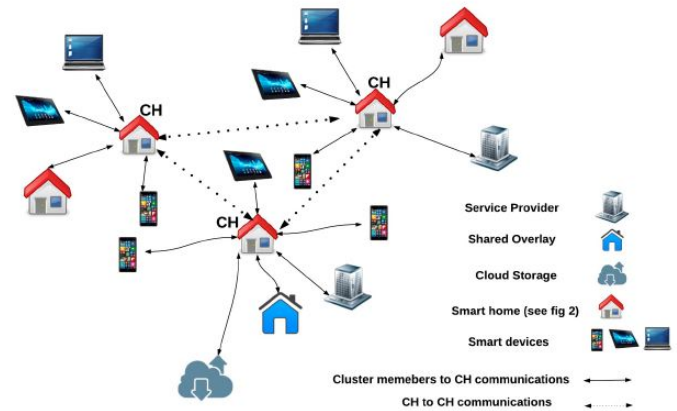 CH
CH
CH
Service Provider
Shared Overlay
Cloud Storage
Smart home (see fig 2)
Smart devices
Cluster memebers to CH communications
CH to CH communications